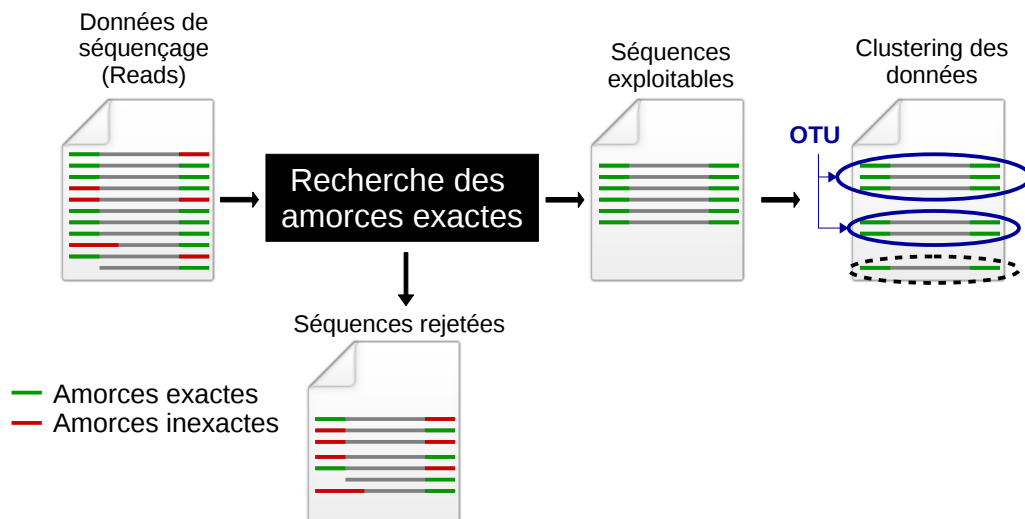 Données de
séquençage
(Reads)
Séquences
exploitables
Clustering des
données
OTU
Recherche des
amorces exactes
Séquences rejetées
Amorces exactes
Amorces inexactes